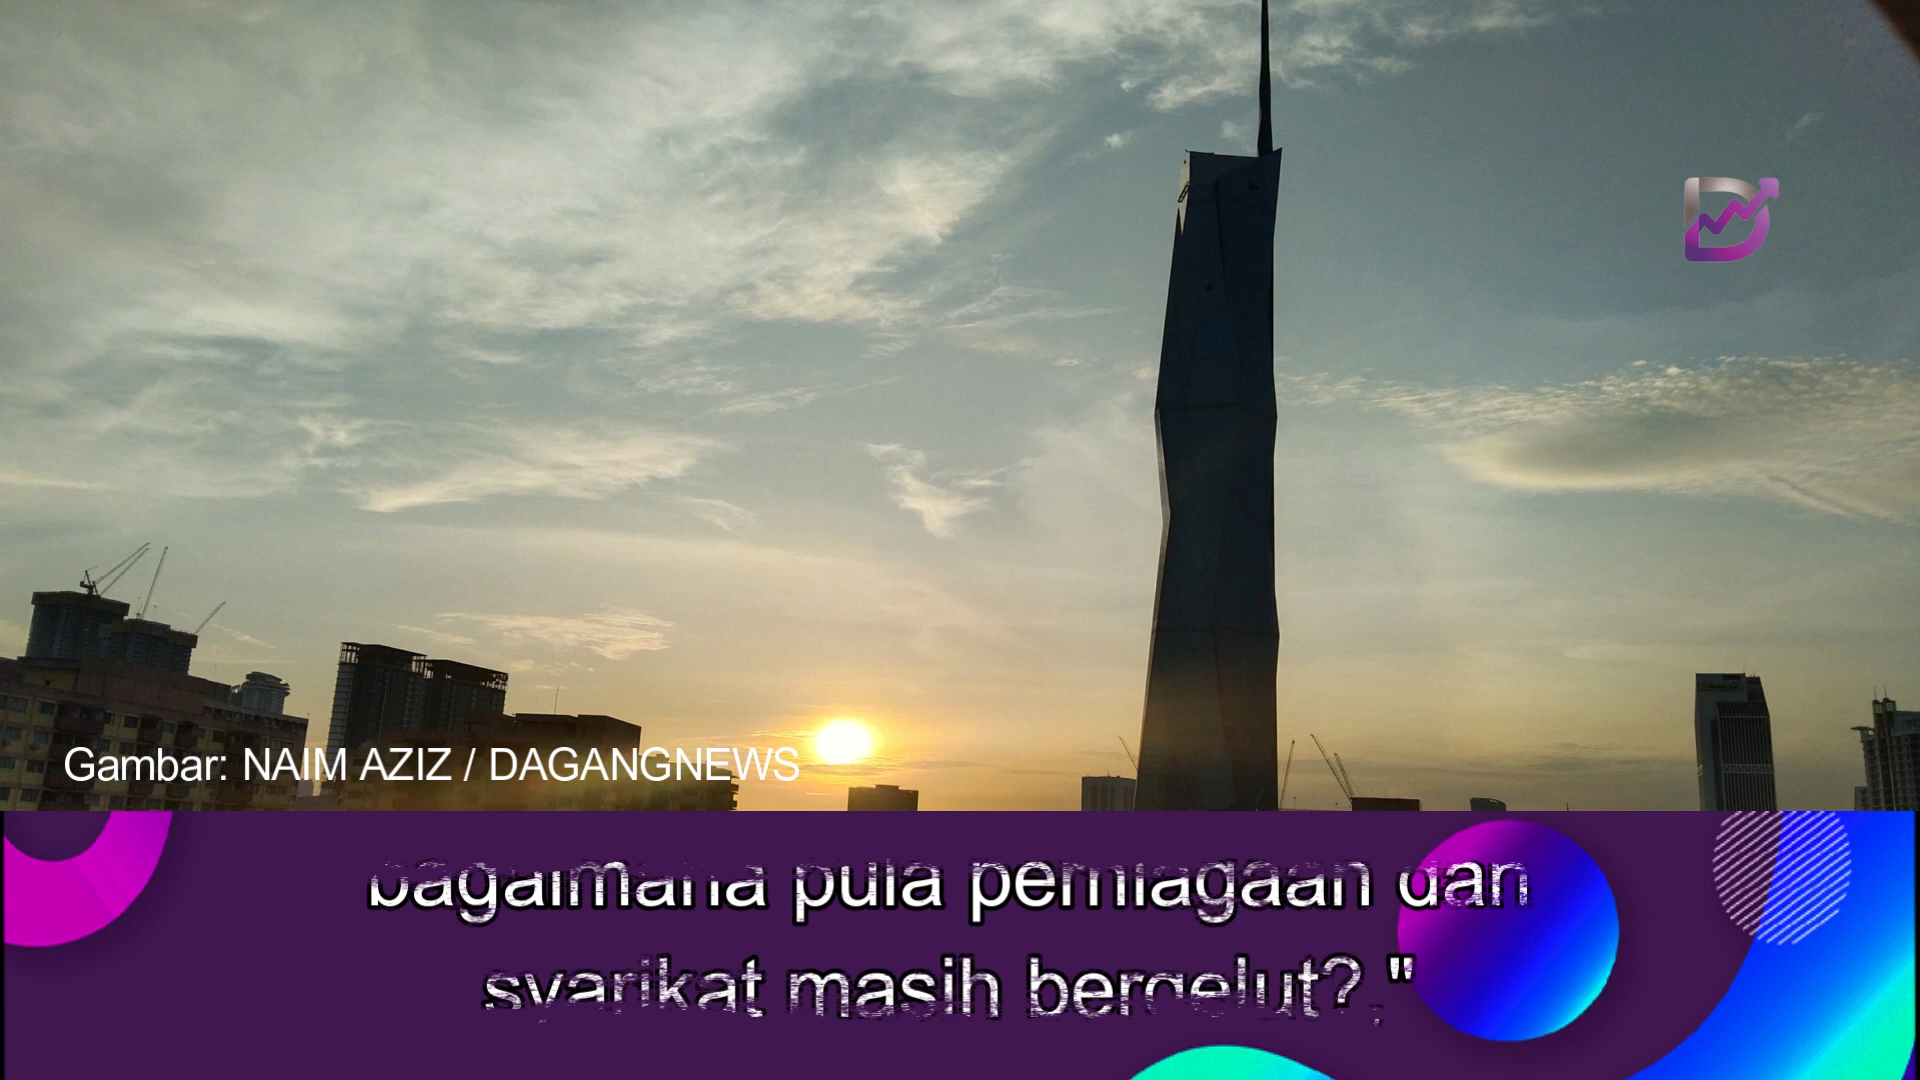 Gambar: NAIM AZIZ / DAGANGNEWS
bagaimana pula perniagaan dan
syarikat masih bergelut?,"